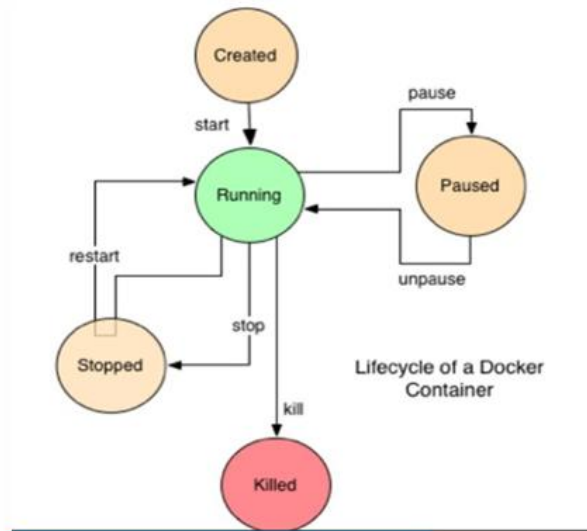 Created
start
pause
Running
Paused
restart
unpause
stop
Stopped
Lifecycle of a Docker
Container
kill
Killed